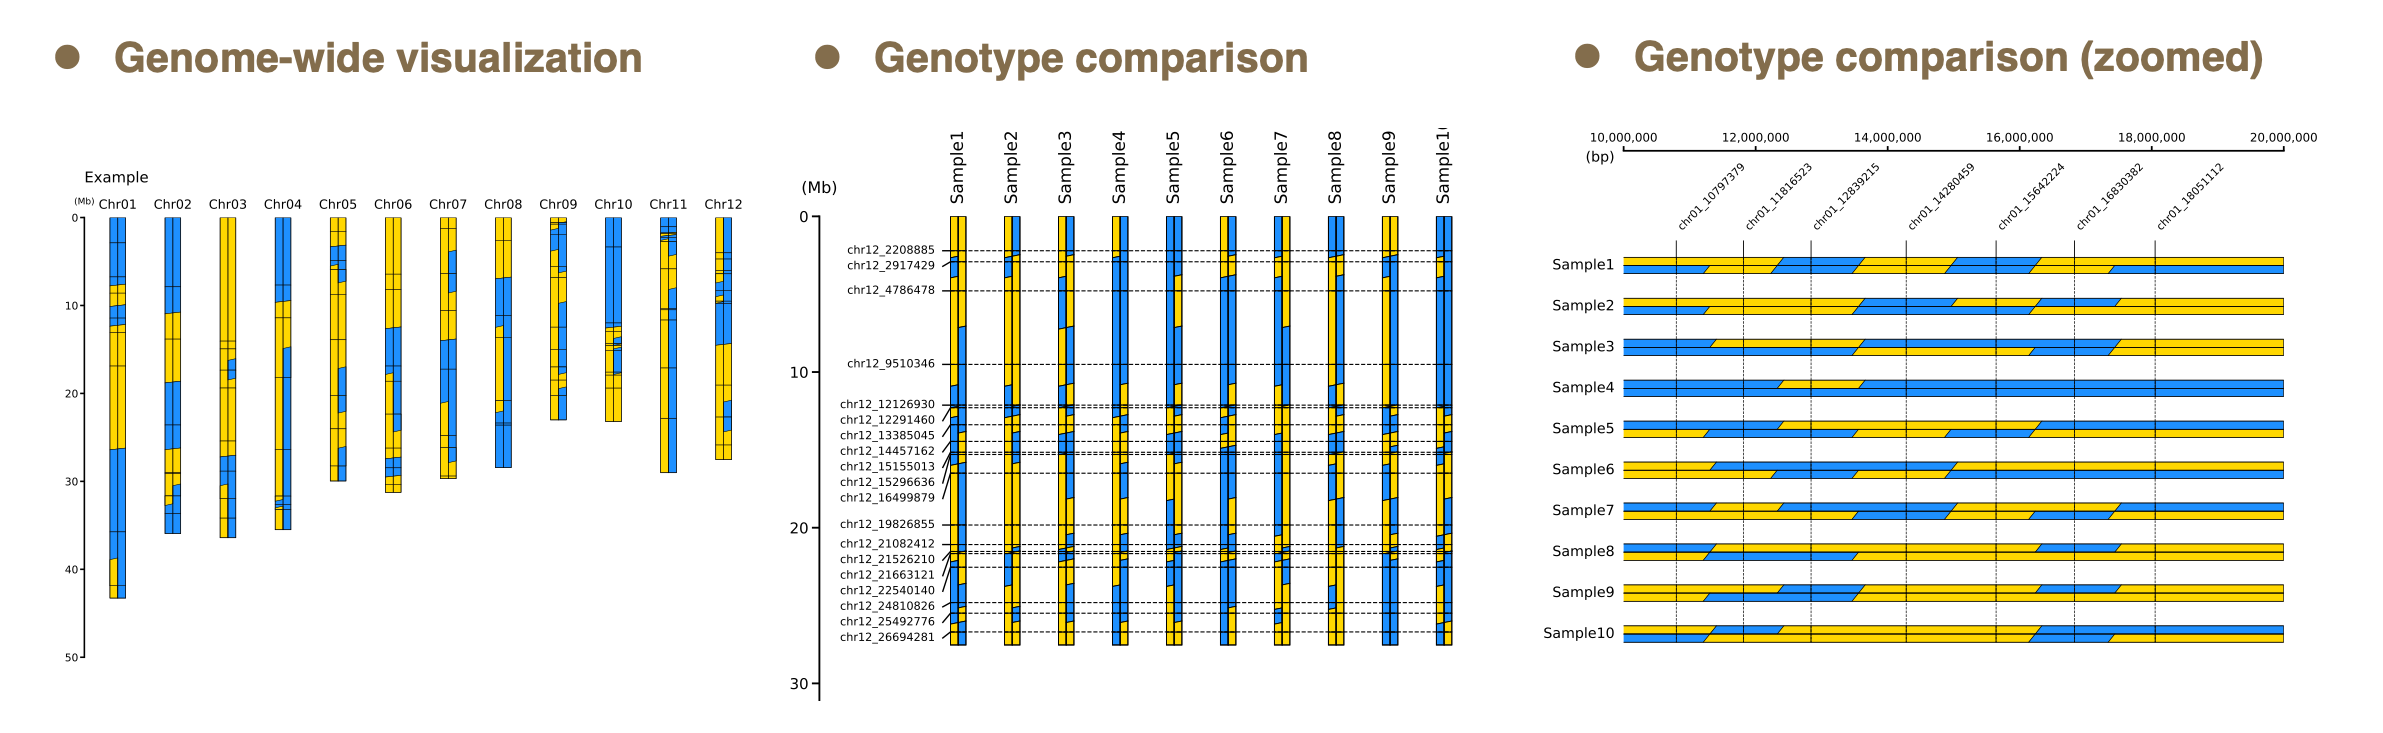 ● Genome-wide visualization
Example
(Mb) Chr01 Chr02 Chr03 Chr04 Chr05 Chr06 Chr07 Chr08 Chr09 Chr10 Chr11 Chr12
0
10
20
30
40
50
● Genotype comparison
(Mb)
Sample1 Sample2 Sample3 Sample4 Sample5 Sample6 Sample7 Sample8 Sample9 Sample1
0
10
20
30
chr12_2208885
chr12_2917429
chr12_4786478
chr12_9510346
chr12_12126930
chr12_12291460
chr12_13385045
chr12_14457162
chr12_15155013
chr12_15296636
chr12_16499879
chr12_19826855
chr12_21082412
chr12_21526210
chr12_21663121
chr12_22540140
chr12_24810826
chr12_25492776
chr12_26694281
● Genotype comparison (zoomed)
10,000,000 12,000,000 14,000,000 16,000,000 18,000,000 20,000,000
(bp)
chr01_10797379
chr01_11816523
chr01_12839215
chr01_14280459
chr01_15642224
chr01_16830382
chr01_18051112
Sample1
Sample2
Sample3
Sample4
Sample5
Sample6
Sample7
Sample8
Sample9
Sample10